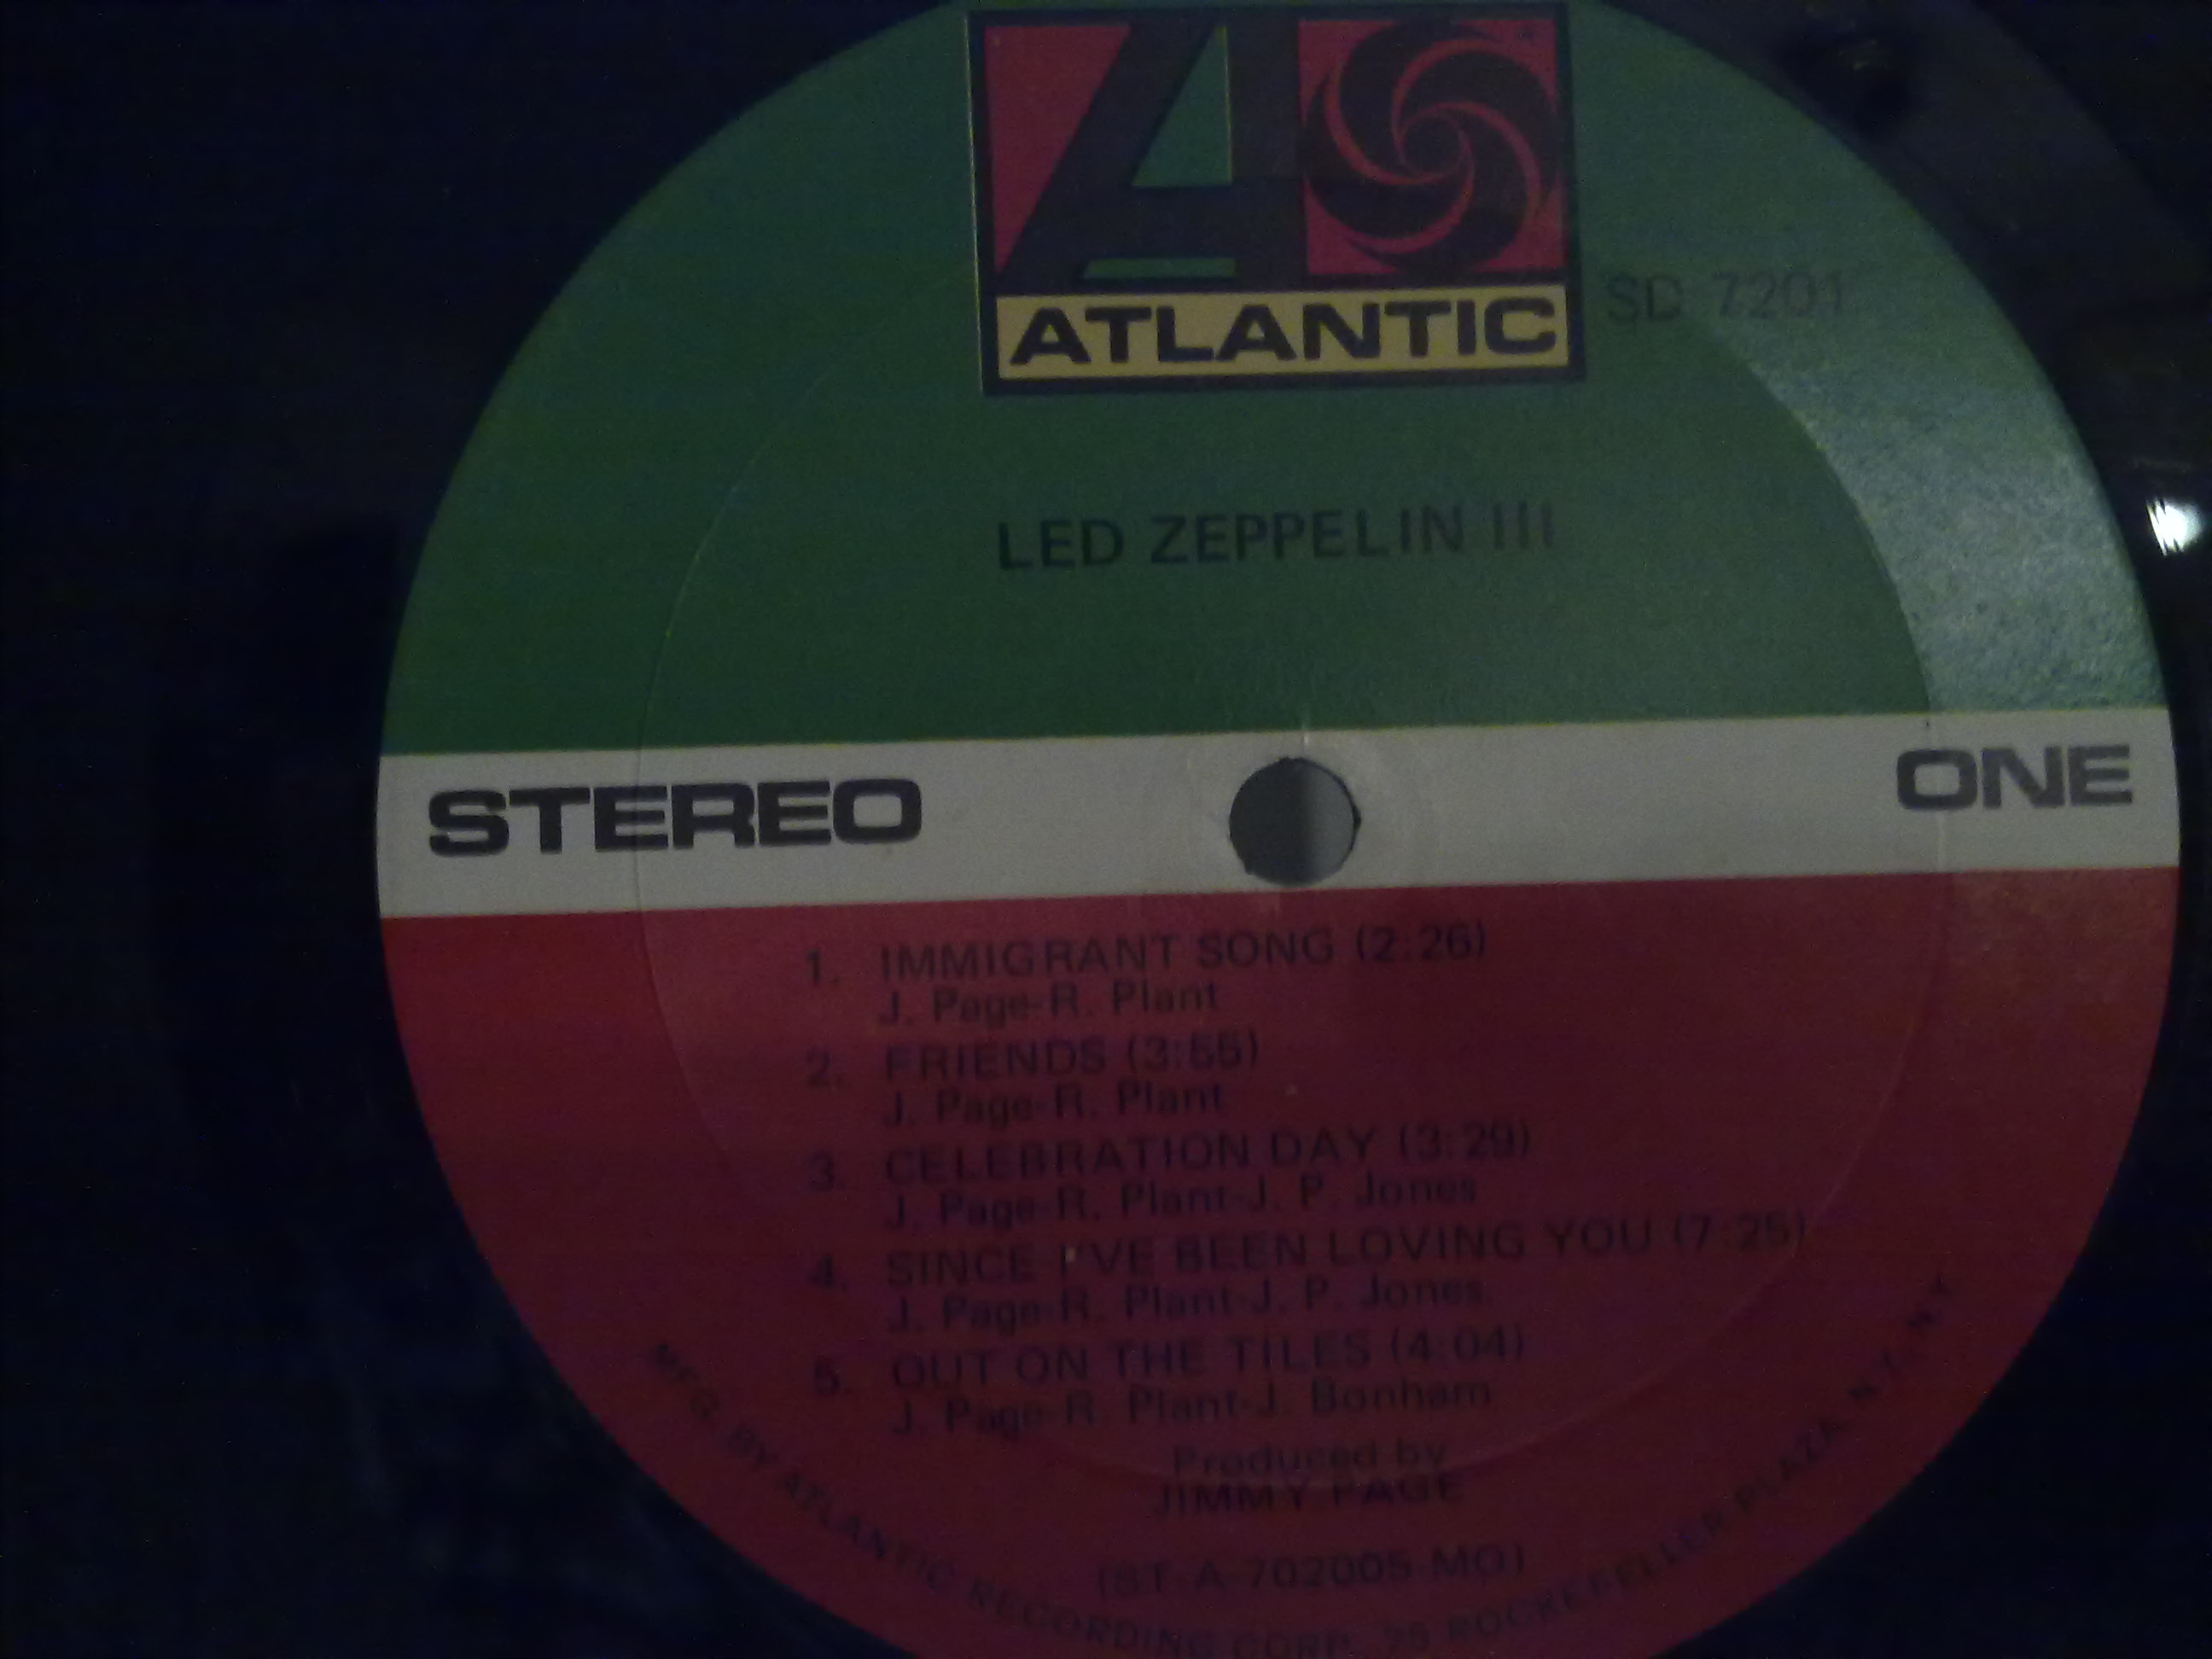 ATLANTIC
SD 7201
LED ZEPPELIN III
STEREO
ONE
1. IMMIGRANT SONG (2:26)
J. Page-R. Plant
2. FRIENDS (3:55)
J. Page-R. Plant
3. CELEBRATION DAY (3:29)
J. Page-R. Plant-J. P. Jones
4. SINCE I'VE BEEN LOVING YOU (7:25)
J. Page-R. Plant-J. P. Jones
5. OUT ON THE TILES (4:04)
J. Page-R. Plant-J. Bonham
Produced by
JIMMY PAGE
(ST-A-702005-MO)
MFG. BY ATLANTIC RECORDING CORP., 75 ROCKEFELLER PLAZA, N.Y., N.Y.